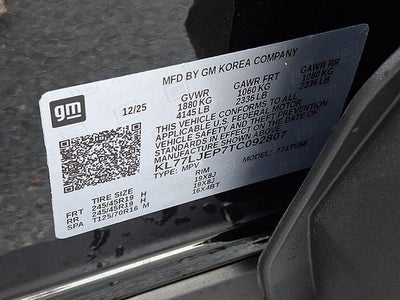 MFD BY GM KOREA COMPANY
gm
12/25
GVWR GAWR FRT GAWR RR
1880 KG 1060 KG 1060 KG
4145 LB 2336 LB 2336 LB
THIS VEHICLE CONFORMS TO ALL
APPLICABLE U.S. FEDERAL MOTOR
VEHICLE SAFETY AND THEFT PREVENTION
STANDARDS IN EFFECT ON THE DATE OF
MANUFACTURE SHOWN ABOVE.
KL77LJEP7TC092807
TYPE: MPV MODEL: 77TUS8
TIRE SIZE RIM
FRT 245/45R19 H 19X8J
RR 245/45R19 H 19X8J
SPA T125/70R16 M 16X4BT